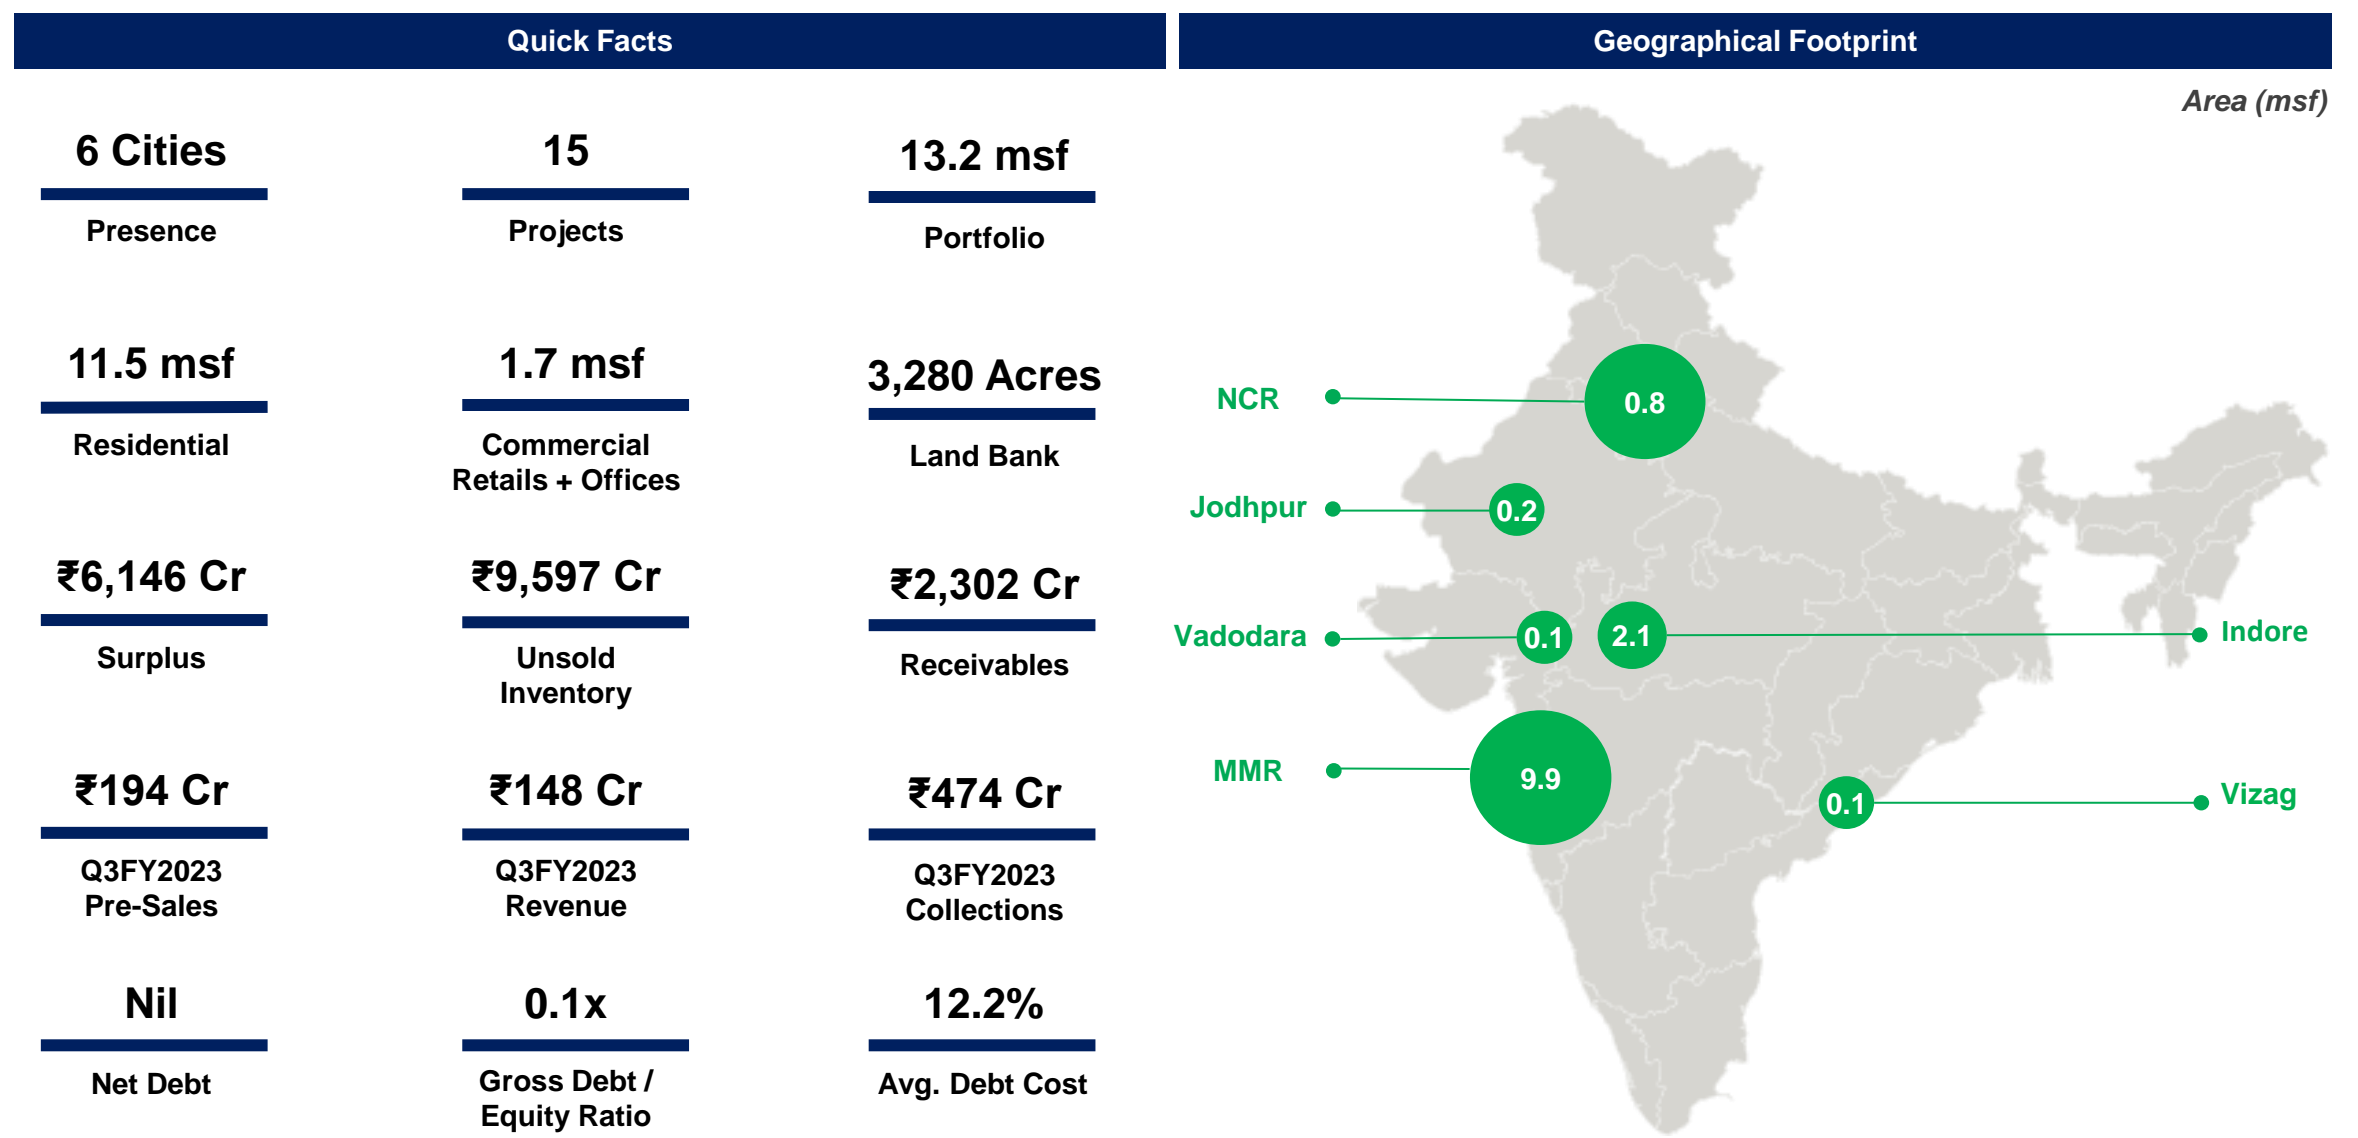 Quick Facts
6 Cities
Presence
15
Projects
13.2 msf
Portfolio
11.5 msf
Residential
1.7 msf
Commercial
Retails + Offices
3,280 Acres
Land Bank
₹6,146 Cr
Surplus
₹9,597 Cr
Unsold
Inventory
₹2,302 Cr
Receivables
₹194 Cr
Q3FY2023
Pre-Sales
₹148 Cr
Q3FY2023
Revenue
₹474 Cr
Q3FY2023
Collections
Nil
Net Debt
0.1x
Gross Debt /
Equity Ratio
12.2%
Avg. Debt Cost
Geographical Footprint
Area (msf)
NCR
0.8
Jodhpur
0.2
Vadodara
0.1
2.1
Indore
MMR
9.9
0.1
Vizag